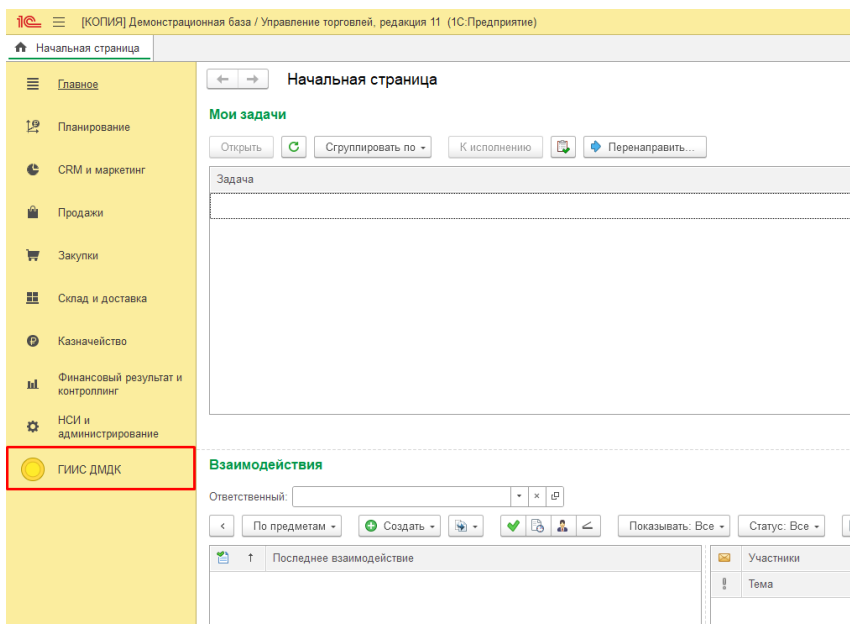 [КОПИЯ] Демонстрационная база / Управление торговлей, редакция 11 (1С:Предприятие)
Начальная страница
Главное
Планирование
CRM и маркетинг
Продажи
Закупки
Склад и доставка
Казначейство
Финансовый результат и
контроллинг
НСИ и
администрирование
ГИИС ДМДК
Начальная страница
Мои задачи
Открыть Сгруппировать по К исполнению Перенаправить...
Задача
Взаимодействия
Ответственный:
По предметам Создать Показывать: Все Статус: Все
Последнее взаимодействие Участники
Тема